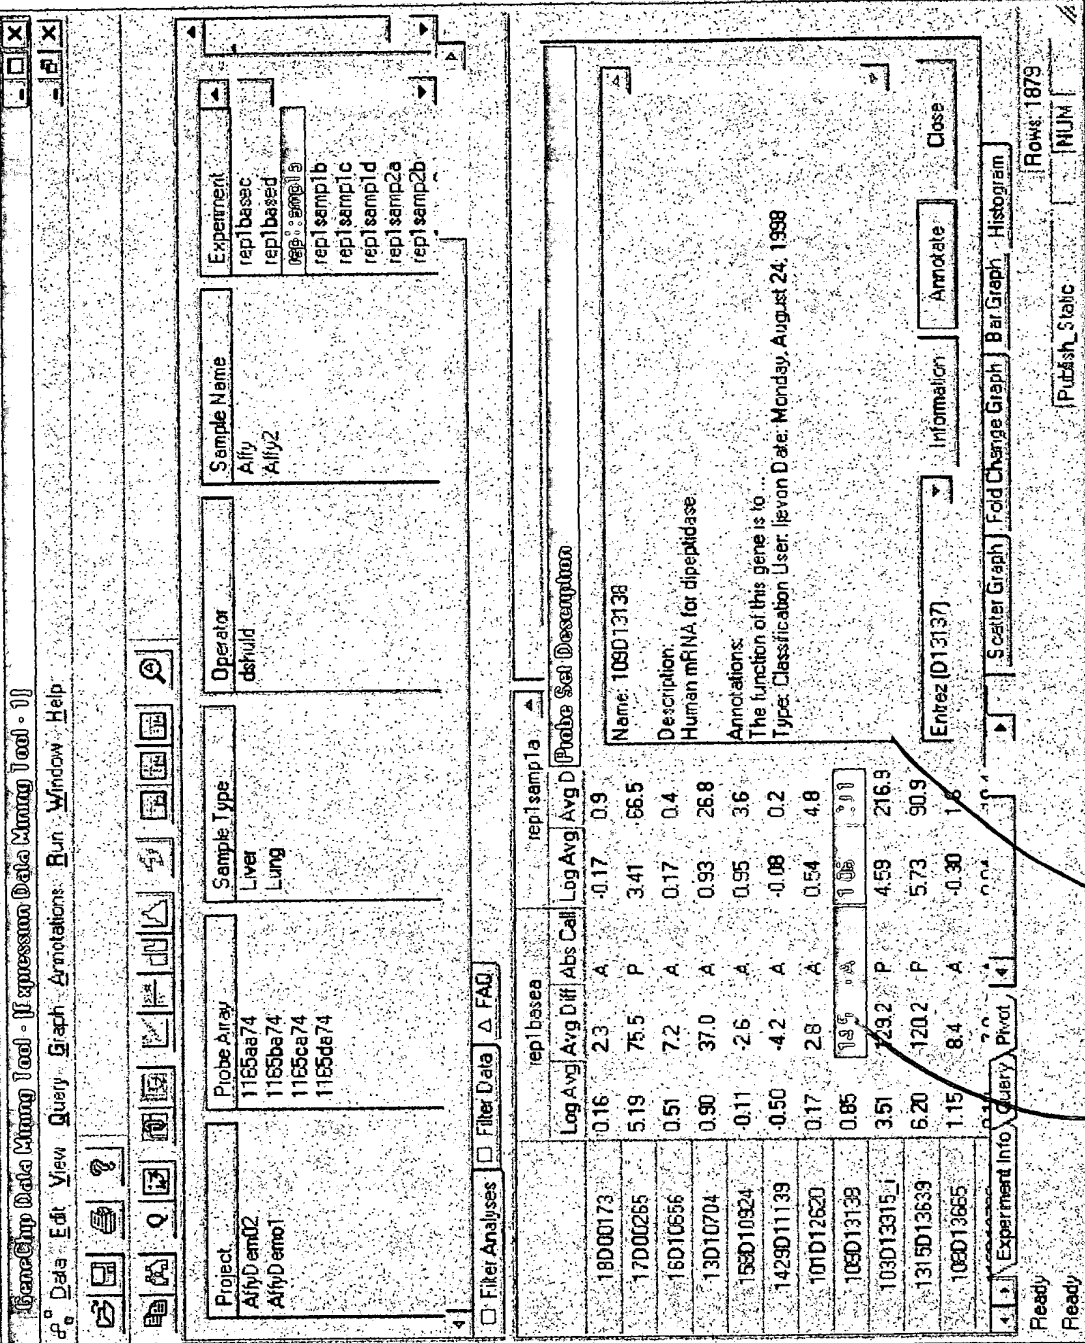 GeneChip Data Mining Tool - [Expression Data Mining Tool - 1]
Data Edit View Query Graph Annotations Run Window Help
Project
AffyDem02
AffyDemo1
Probe Array
1165aa74
1165ba74
1165ca74
1165da74
Sample Type
Liver
Lung
Operator
dshuld
Sample Name
Affy
Affy2
Experiment
rep1basec
rep1based
rep1samp1b
rep1samp1c
rep1samp1d
rep1samp2a
rep1samp2b
Filter Analyses Filter Data FAQ
rep1basea rep1samp1a
Log Avg Avg Diff Abs Call Log Avg Avg D
18D00173 0.16 2.3 A -0.17 0.9
17D00265 5.19 75.5 P 3.41 66.5
16D10656 0.51 7.2 A 0.17 0.4
13D10704 0.90 37.0 A 0.93 26.8
158D10924 -0.11 -2.6 A 0.95 3.6
1429D11139 -0.50 -4.2 A -0.08 0.2
101D12620 0.17 2.8 A 0.54 4.8
109D13138 0.85 A
103D13315_i 3.51 129.2 P 4.59 216.9
1315D13639 6.20 120.2 P 5.73 90.9
108D13665 1.15 8.4 A -0.30
Probe Set Description
Name: 109D13138
Description:
Human mRNA for dipeptidase
Annotations:
The function of this gene is to ...
Type: Classification User: ljevon Date: Monday, August 24, 1998
Entrez [D13137] Information Annotate Close
Experiment Info Query Pivot Scatter Graph Fold Change Graph Bar Graph Histogram
Ready Rows: 1879
Ready Publish_Static NUM